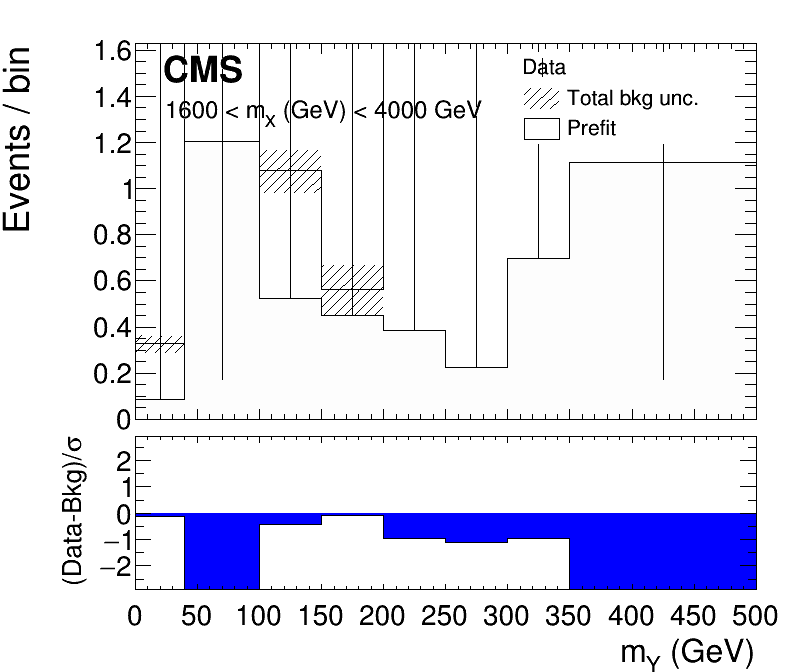 Events / bin
1.6
1.4
1.2
1
0.8
0.6
0.4
0.2
0
CMS
1600 < mX (GeV) < 4000 GeV
Data
Total bkg unc.
Prefit
(Data-Bkg)/σ
2
1
0
−1
−2
0 50 100 150 200 250 300 350 400 450 500
mY (GeV)